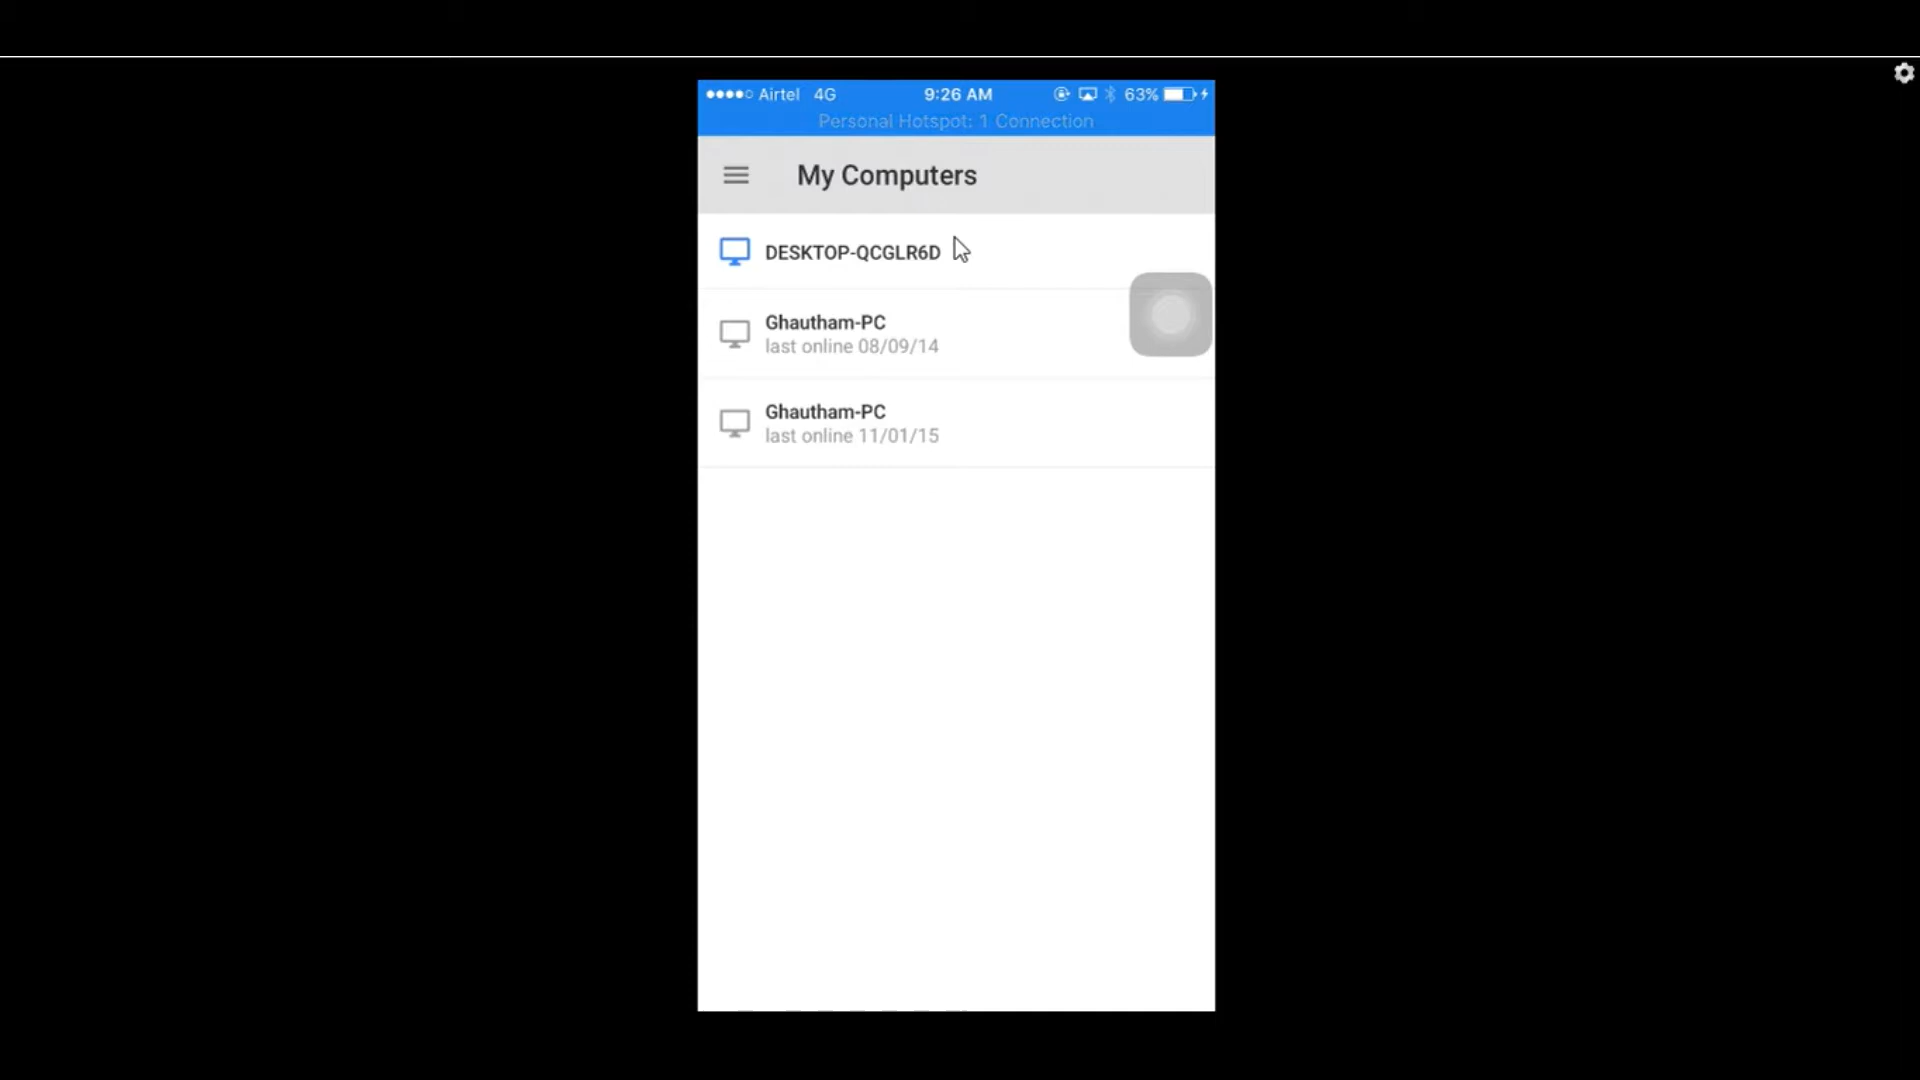 Airtel 4G 9:26 AM 63%
Personal Hotspot: 1 Connection
My Computers
DESKTOP-QCGLR6D
Ghautham-PC
last online 08/09/14
Ghautham-PC
last online 11/01/15